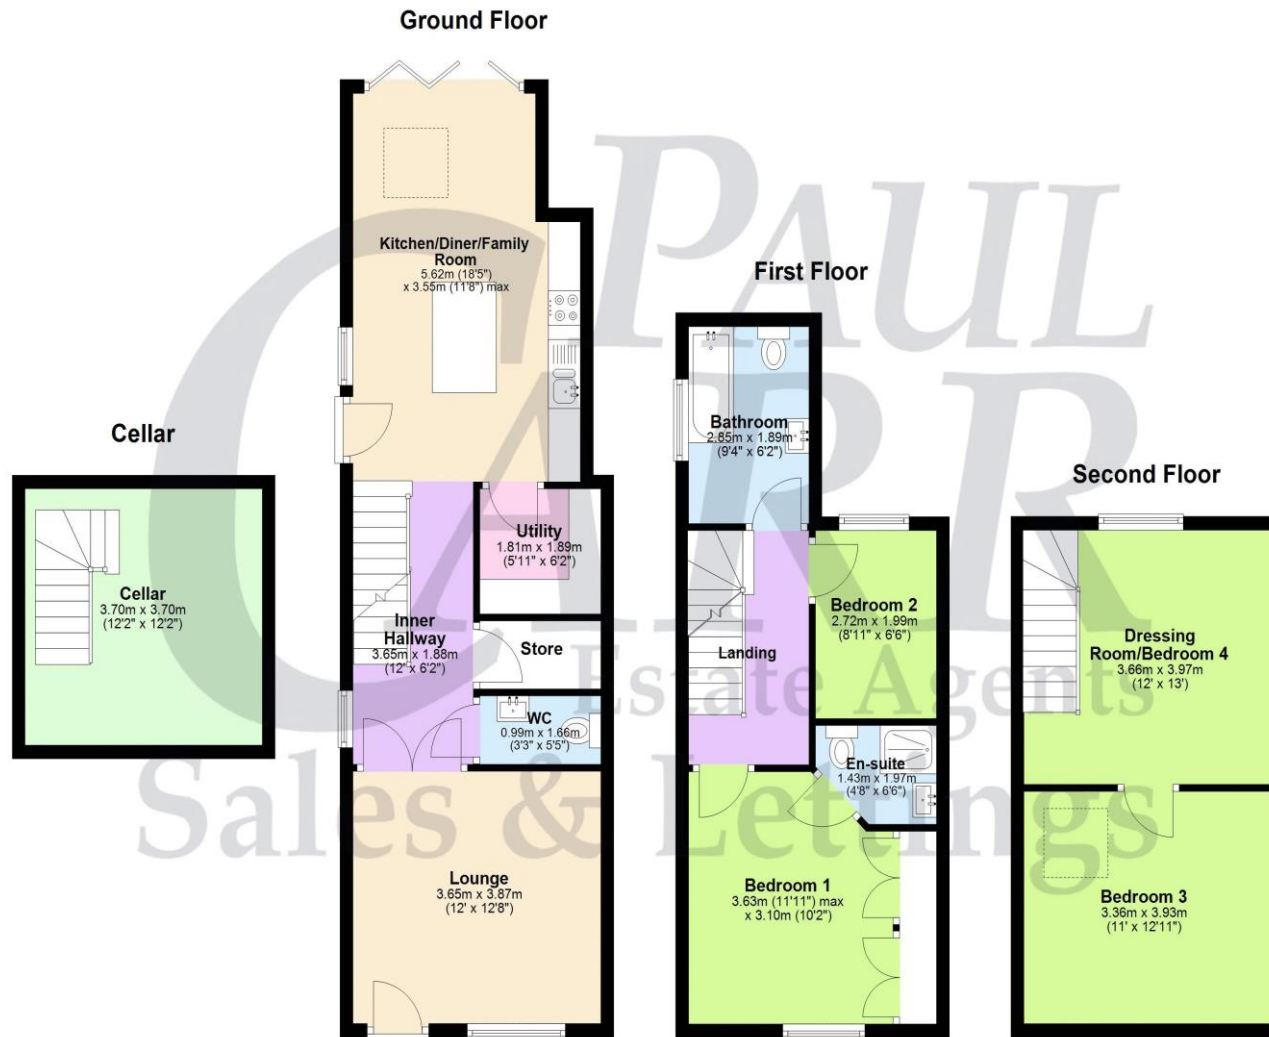 Ground Floor
Kitchen/Diner/Family
Room
5.62m (18'5")
x 3.55m (11'8") max
Utility
1.81m x 1.89m
(5'11" x 6'2")
Inner
Hallway
3.65m x 1.88m
(12' x 6'2")
Store
WC
0.99m x 1.66m
(3'3" x 5'5")
Lounge
3.65m x 3.87m
(12' x 12'8")
Cellar
Cellar
3.70m x 3.70m
(12'2" x 12'2")
First Floor
Bathroom
2.85m x 1.89m
(9'4" x 6'2")
Bedroom 2
2.72m x 1.99m
(8'11" x 6'6")
Landing
En-suite
1.43m x 1.97m
(4'8" x 6'6")
Bedroom 1
3.63m (11'11") max
x 3.10m (10'2")
Second Floor
Dressing
Room/Bedroom 4
3.66m x 3.97m
(12' x 13')
Bedroom 3
3.36m x 3.93m
(11' x 12'11")
PAUL
CARR
Estate Agents
Sales & Lettings